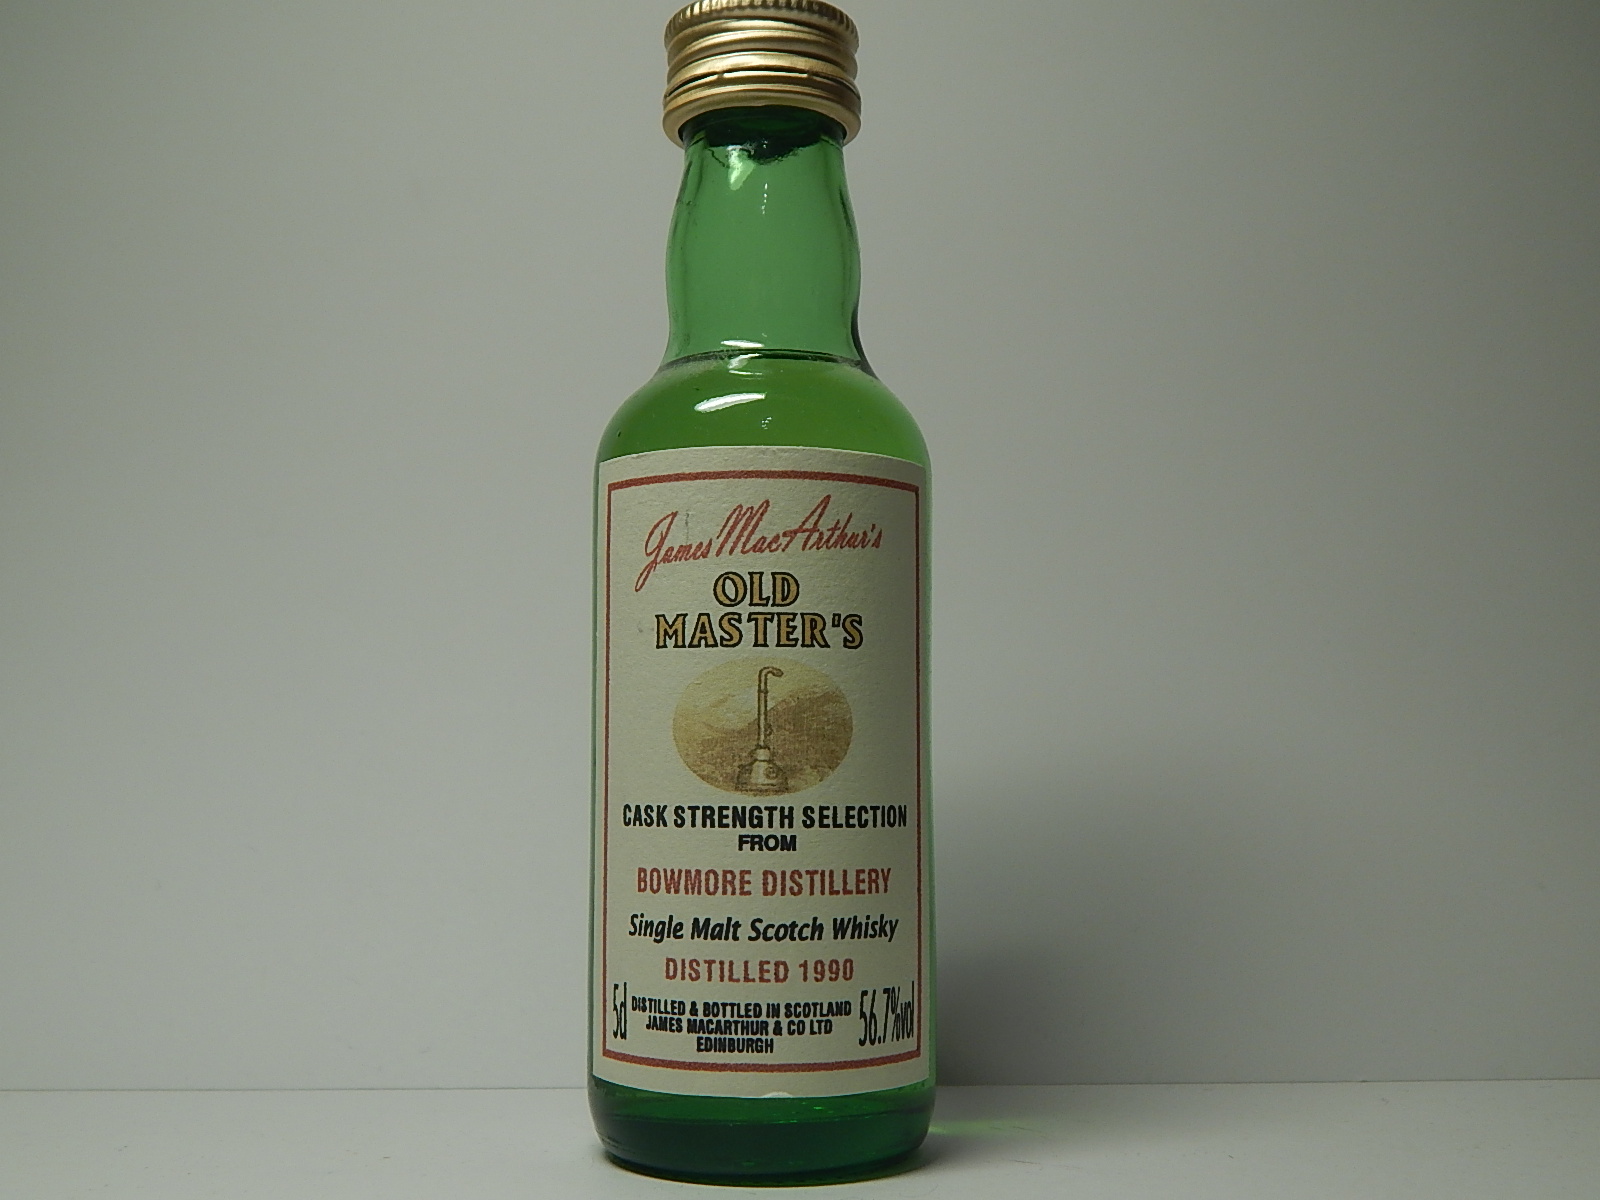 James MacArthur's
OLD
MASTER'S
CASK STRENGTH SELECTION
FROM
BOWMORE DISTILLERY
Single Malt Scotch Whisky
DISTILLED 1990
5d DISTILLED & BOTTLED IN SCOTLAND 56.7%vol
JAMES MACARTHUR & CO LTD
EDINBURGH